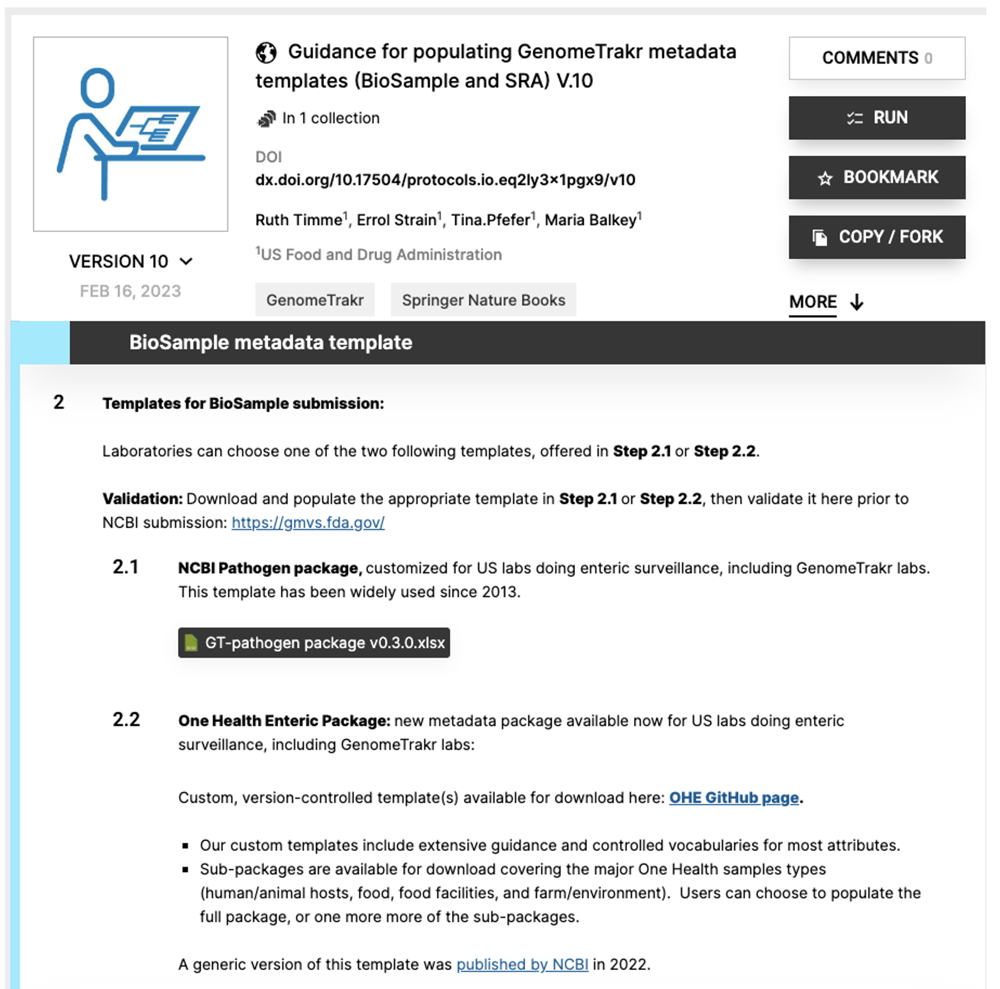 Guidance for populating GenomeTrakr metadata
templates (BioSample and SRA) V.10
In 1 collection
DOI
dx.doi.org/10.17504/protocols.io.eq2ly3x1pgx9/v10
Ruth Timme1, Errol Strain1, Tina.Pfefer1, Maria Balkey1
1US Food and Drug Administration
GenomeTrakr
Springer Nature Books
VERSION 10
FEB 16, 2023
COMMENTS 0
RUN
BOOKMARK
COPY / FORK
MORE
BioSample metadata template
2 Templates for BioSample submission:
Laboratories can choose one of the two following templates, offered in Step 2.1 or Step 2.2.
Validation: Download and populate the appropriate template in Step 2.1 or Step 2.2, then validate it here prior to
NCBI submission: https://gmvs.fda.gov/
2.1 NCBI Pathogen package, customized for US labs doing enteric surveillance, including GenomeTrakr labs.
This template has been widely used since 2013.
GT-pathogen package v0.3.0.xlsx
2.2 One Health Enteric Package: new metadata package available now for US labs doing enteric
surveillance, including GenomeTrakr labs:
Custom, version-controlled template(s) available for download here: OHE GitHub page.
▪ Our custom templates include extensive guidance and controlled vocabularies for most attributes.
▪ Sub-packages are available for download covering the major One Health samples types
(human/animal hosts, food, food facilities, and farm/environment). Users can choose to populate the
full package, or one more more of the sub-packages.
A generic version of this template was published by NCBI in 2022.